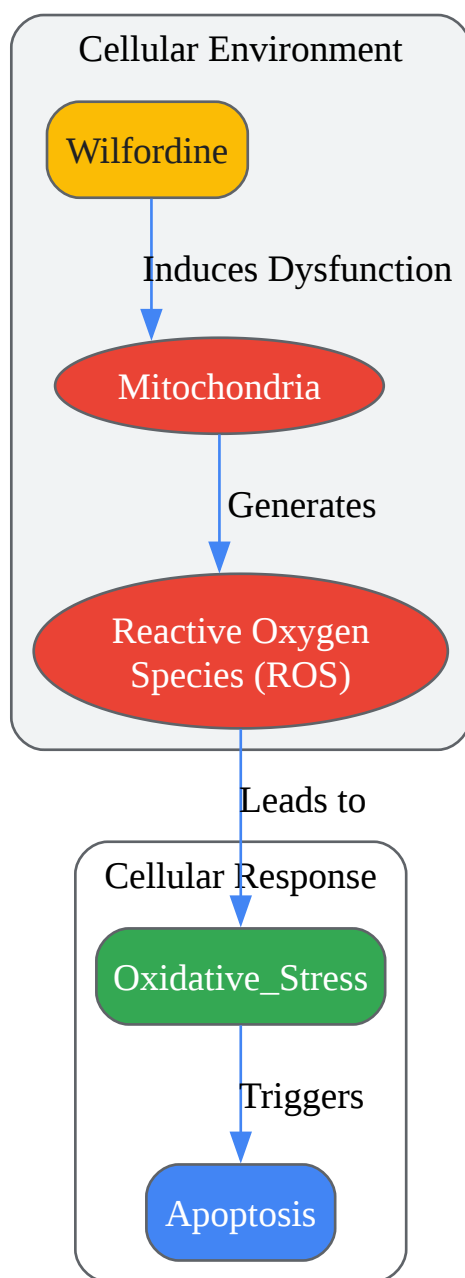 Cellular Environment
Wilfordine
Induces Dysfunction
Mitochondria
Generates
Reactive Oxygen
Species (ROS)
Leads to
Cellular Response
Oxidative_Stress
Triggers
Apoptosis